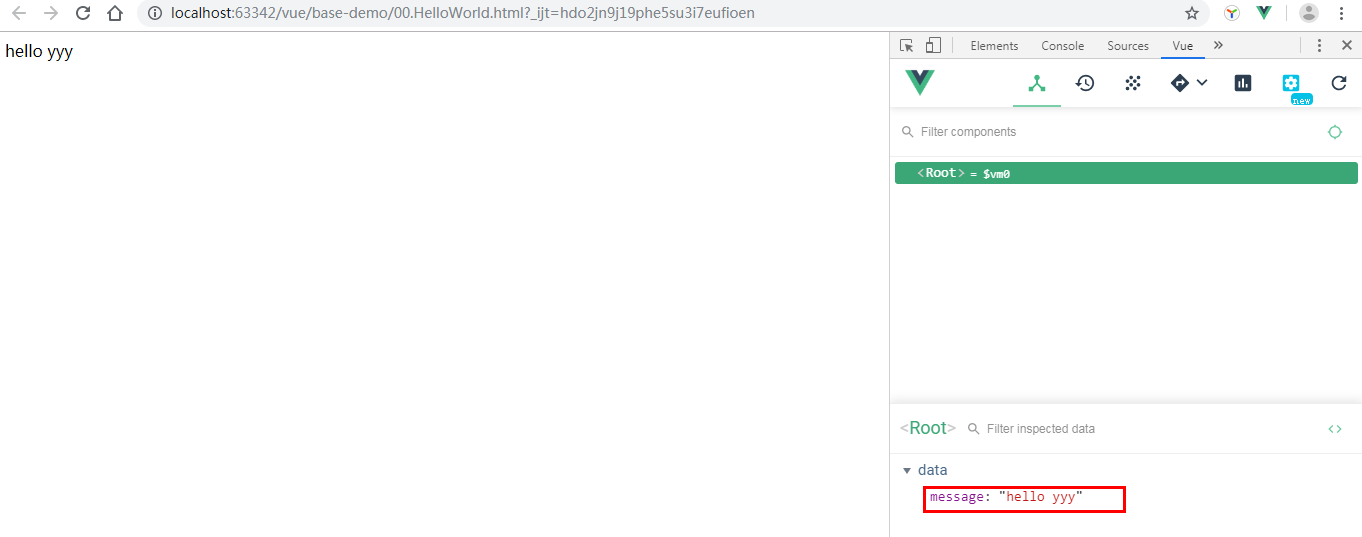 localhost:63342/vue/base-demo/00.HelloWorld.html?_ijt=hdo2jn9j19phe5su3i7eufioen
hello yyy
Elements Console Sources Vue »
new
Filter components
<Root> = $vm0
<Root> Filter inspected data
data
message: "hello yyy"